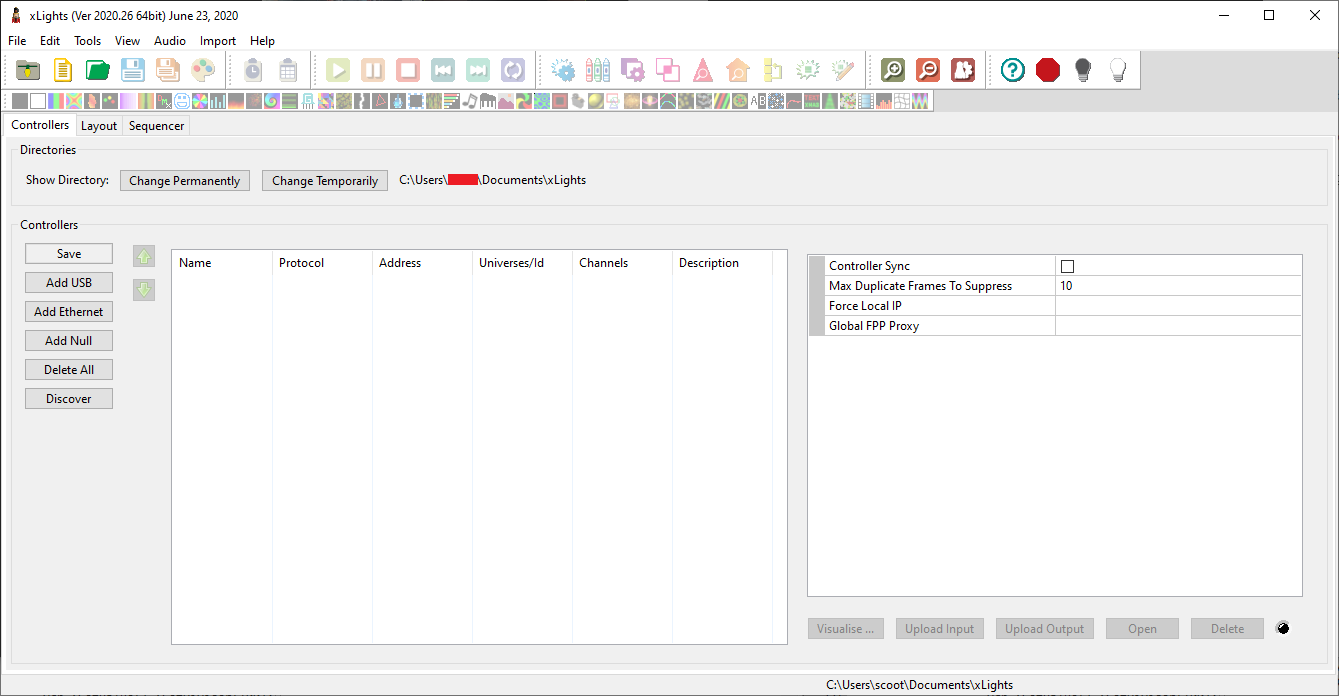 xLights (Ver 2020.26 64bit) June 23, 2020
File Edit Tools View Audio Import Help
Controllers Layout Sequencer
Directories
Show Directory: Change Permanently Change Temporarily C:\Users\ \Documents\xLights
Controllers
Save
Add USB
Add Ethernet
Add Null
Delete All
Discover
Name Protocol Address Universes/Id Channels Description
Controller Sync
Max Duplicate Frames To Suppress 10
Force Local IP
Global FPP Proxy
Visualise ... Upload Input Upload Output Open Delete
C:\Users\scoot\Documents\xLights